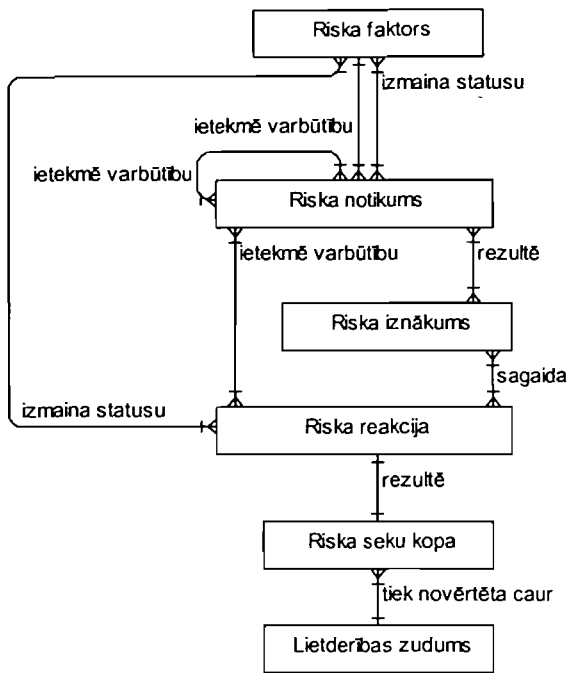 Riska faktors
izmaina statusu
ietekmē varbūtību
ietekmē varbūtību
Riska notikums
ietekmē varbūtību
rezultē
Riska iznākums
sagaida
izmaina statusu
Riska reakcija
rezultē
Riska seku kopa
tiek novērtēta caur
Lietderības zudums